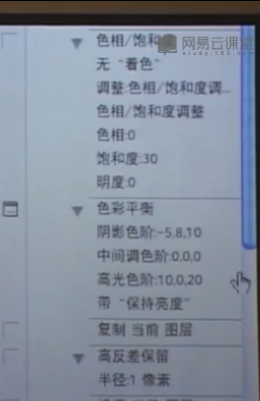 色相/饱和度
网易云课堂
study.163.com
无 “着色”
调整:色相/饱和度调...
色相/饱和度调整
色相:0
饱和度:30
明度:0
色彩平衡
阴影色阶:-5,8,10
中间调色阶:0,0,0
高光色阶:10,0,20
带 “保持亮度”
复制 当前 图层
高反差保留
半径:1 像素